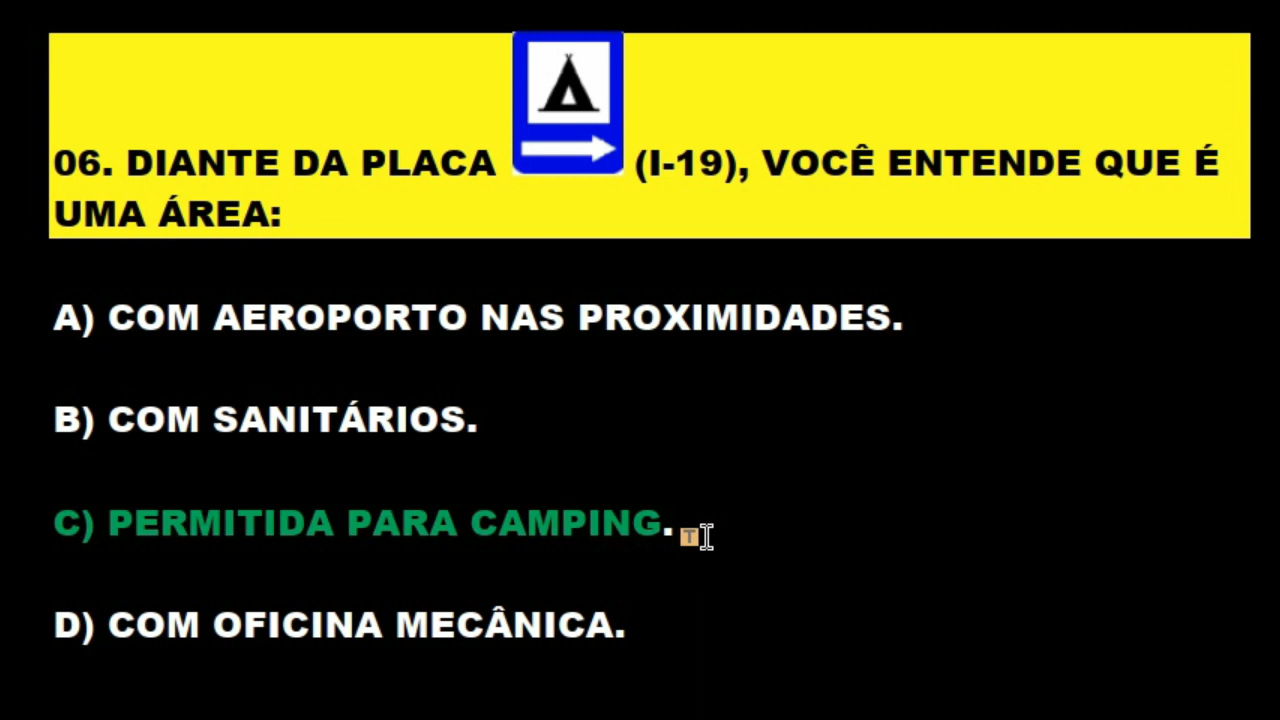 06. DIANTE DA PLACA (I-19), VOCÊ ENTENDE QUE É
UMA ÁREA:
A) COM AEROPORTO NAS PROXIMIDADES.
B) COM SANITÁRIOS.
C) PERMITIDA PARA CAMPING.
T
D) COM OFICINA MECÂNICA.